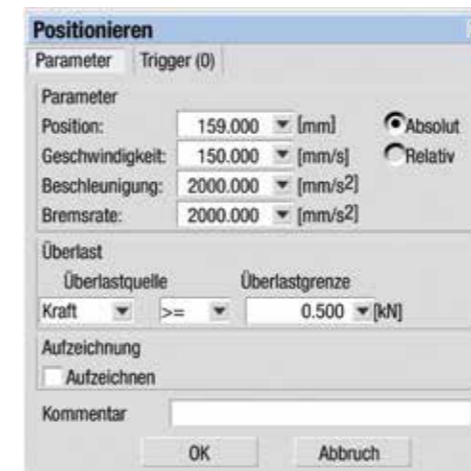 Positionieren
Parameter Trigger (0)
Parameter
Position: 159.000 [mm] Absolut
Geschwindigkeit: 150.000 [mm/s] Relativ
Beschleunigung: 2000.000 [mm/s2]
Bremsrate: 2000.000 [mm/s2]
Überlast
Überlastquelle Überlastgrenze
Kraft >= 0.500 [kN]
Aufzeichnung
Aufzeichnen
Kommentar
OK Abbruch